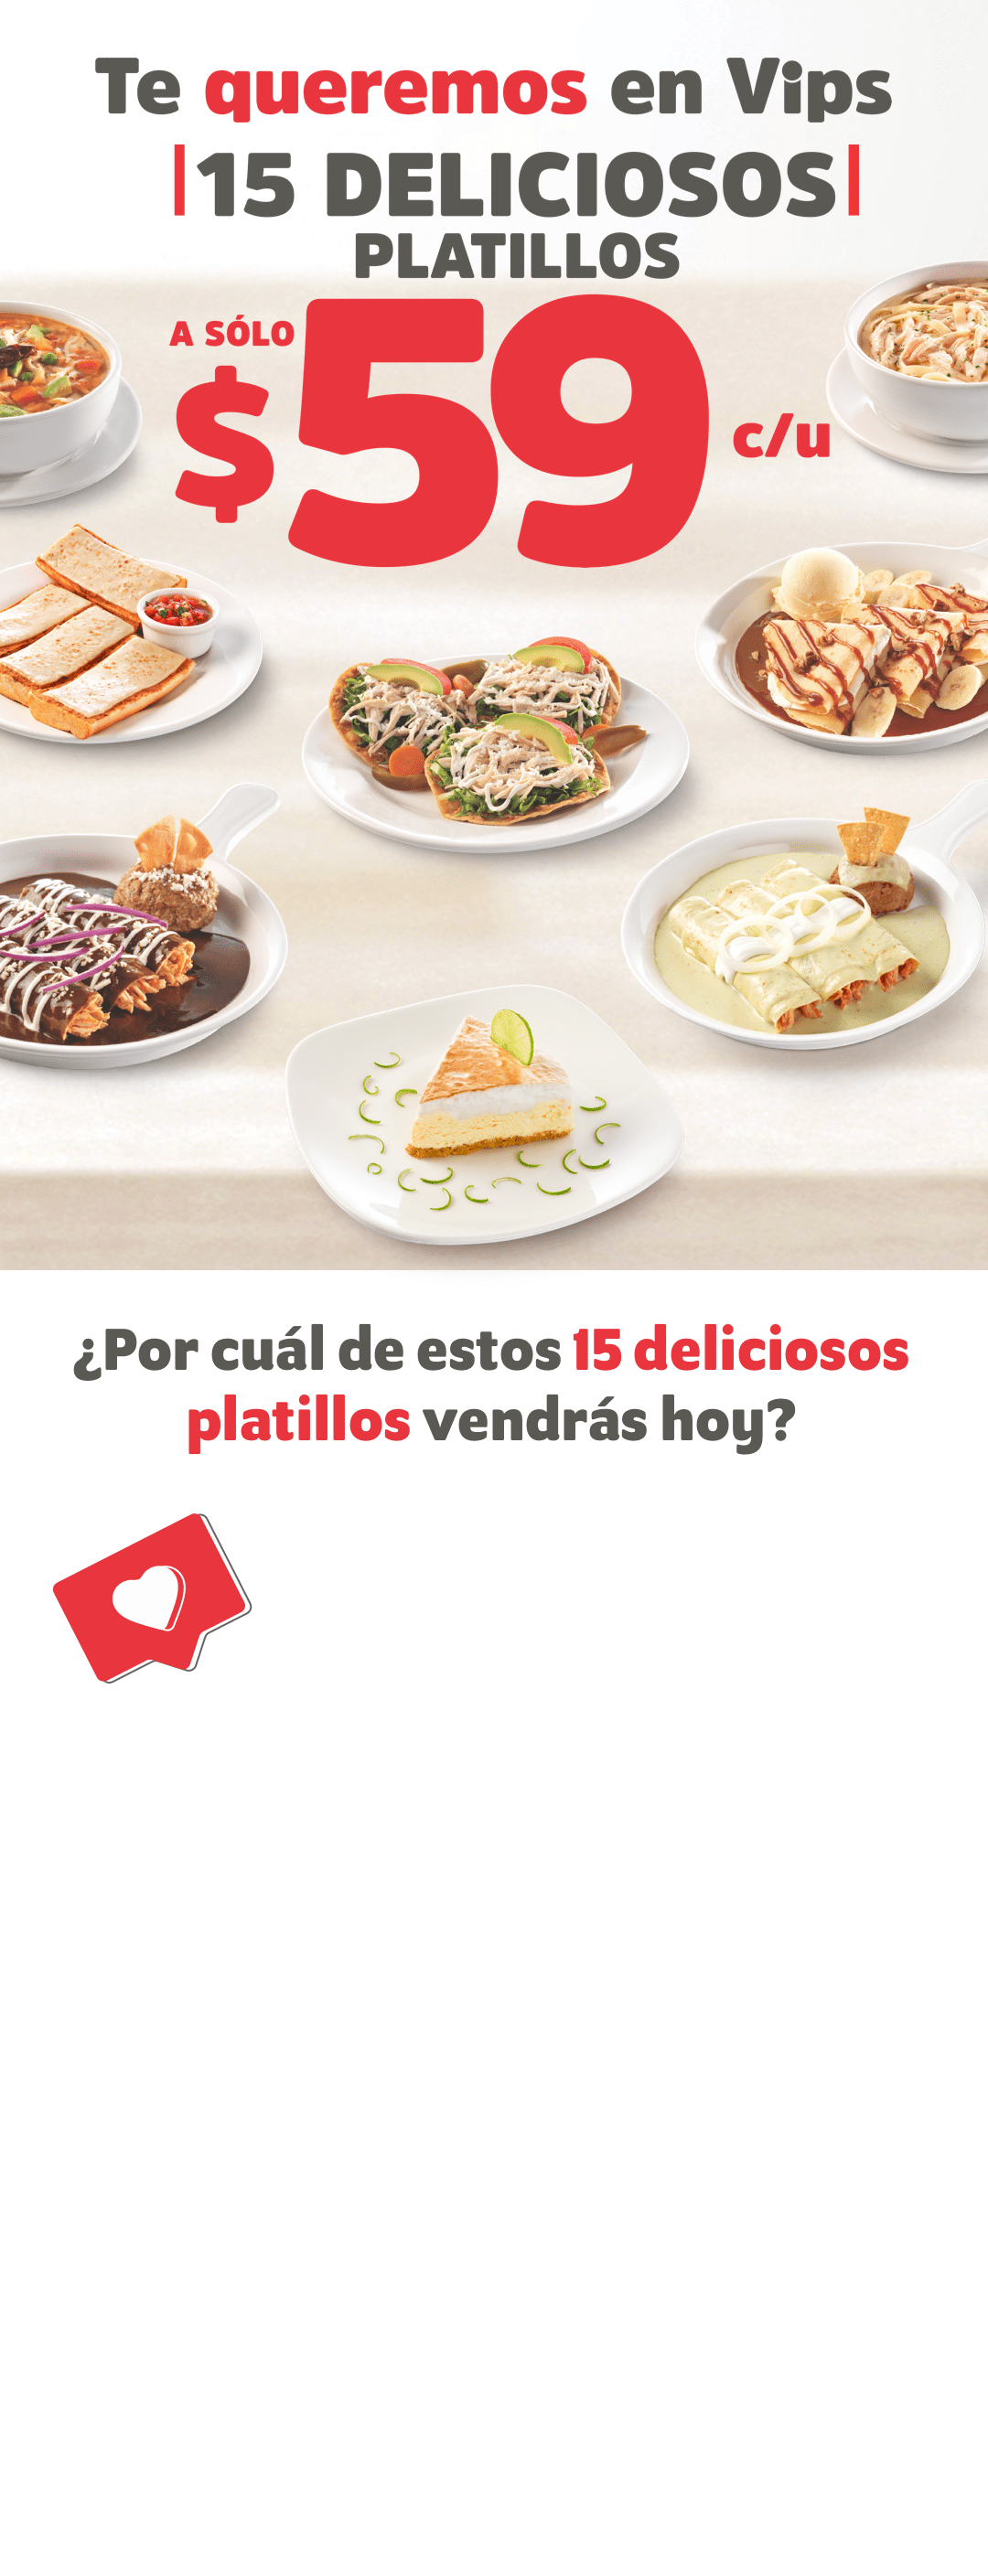 Te queremos en Vips
|15 DELICIOSOS|
PLATILLOS
A SÓLO
$59 c/u
¿Por cuál de estos 15 deliciosos
platillos vendrás hoy?